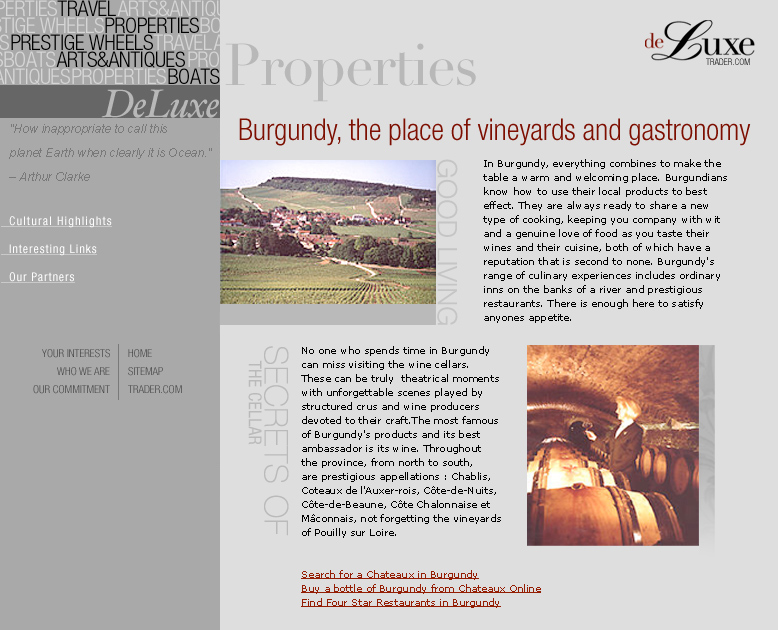 PERTIES TRAVEL ARTS&ANTIQU
STIGE WHEELS PROPERTIES BO
S PRESTIGE WHEELS TRAVEL A
BOATS ARTS&ANTIQUES PRO
ANTIQUES PROPERTIES BOATS
DeLuxe
"How inappropriate to call this
planet Earth when clearly it is Ocean."
– Arthur Clarke
Cultural Highlights
Interesting Links
Our Partners
YOUR INTERESTS HOME
WHO WE ARE SITEMAP
OUR COMMITMENT TRADER.COM
Properties
de Luxe
TRADER.COM
Burgundy, the place of vineyards and gastronomy
GOOD LIVING
In Burgundy, everything combines to make the
table a warm and welcoming place. Burgundians
know how to use their local products to best
effect. They are always ready to share a new
type of cooking, keeping you company with wit
and a genuine love of food as you taste their
wines and their cuisine, both of which have a
reputation that is second to none. Burgundy's
range of culinary experiences includes ordinary
inns on the banks of a river and prestigious
restaurants. There is enough here to satisfy
anyones appetite.
SECRETS OF
THE CELLAR
No one who spends time in Burgundy
can miss visiting the wine cellars.
These can be truly theatrical moments
with unforgettable scenes played by
structured crus and wine producers
devoted to their craft.The most famous
of Burgundy's products and its best
ambassador is its wine. Throughout
the province, from north to south,
are prestigious appellations : Chablis,
Coteaux de l'Auxer-rois, Côte-de-Nuits,
Côte-de-Beaune, Côte Chalonnaise et
Mâconnais, not forgetting the vineyards
of Pouilly sur Loire.
Search for a Chateaux in Burgundy
Buy a bottle of Burgundy from Chateaux Online
Find Four Star Restaurants in Burgundy